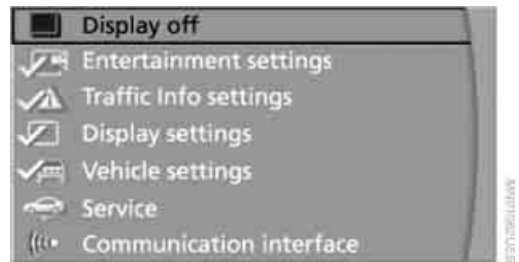 Display off
Entertainment settings
Traffic Info settings
Display settings
Vehicle settings
Service
Communication interface